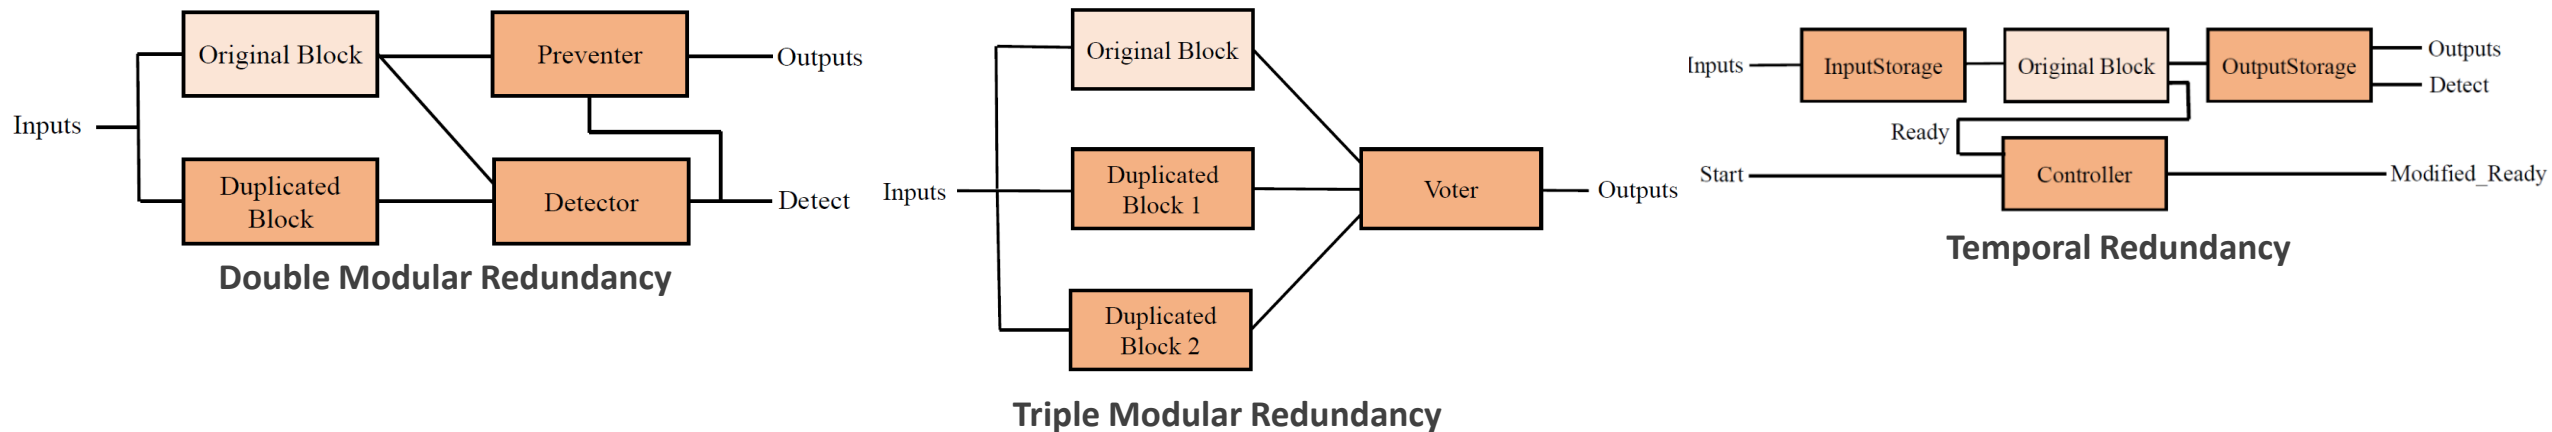 Original Block
Preventer
Outputs
Inputs
Duplicated
Block
Detector
Detect
Double Modular Redundancy
Original Block
Inputs
Duplicated
Block 1
Voter
Outputs
Duplicated
Block 2
Triple Modular Redundancy
Inputs
InputStorage
Original Block
OutputStorage
Outputs
Detect
Ready
Start
Controller
Modified_Ready
Temporal Redundancy